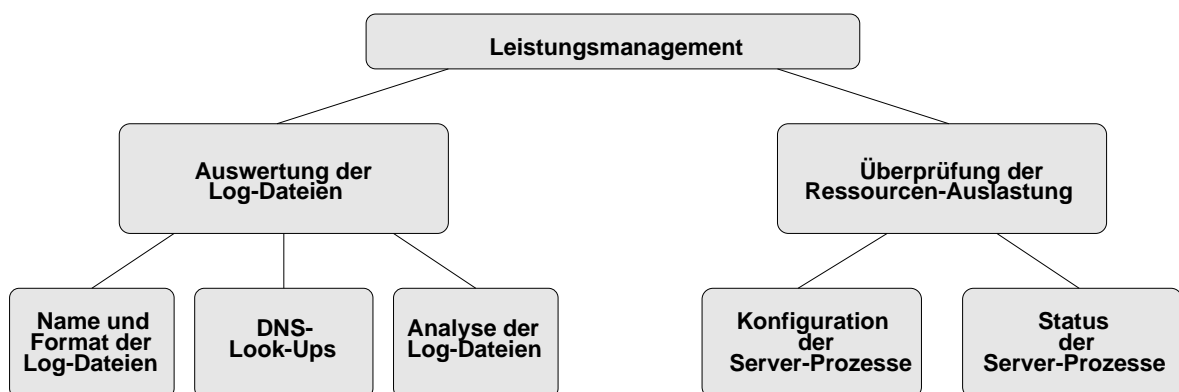 Leistungsmanagement
Auswertung der
Log-Dateien
Überprüfung der
Ressourcen-Auslastung
Name und
Format der
Log-Dateien
DNS-
Look-Ups
Analyse der
Log-Dateien
Konfiguration
der
Server-Prozesse
Status
der
Server-Prozesse